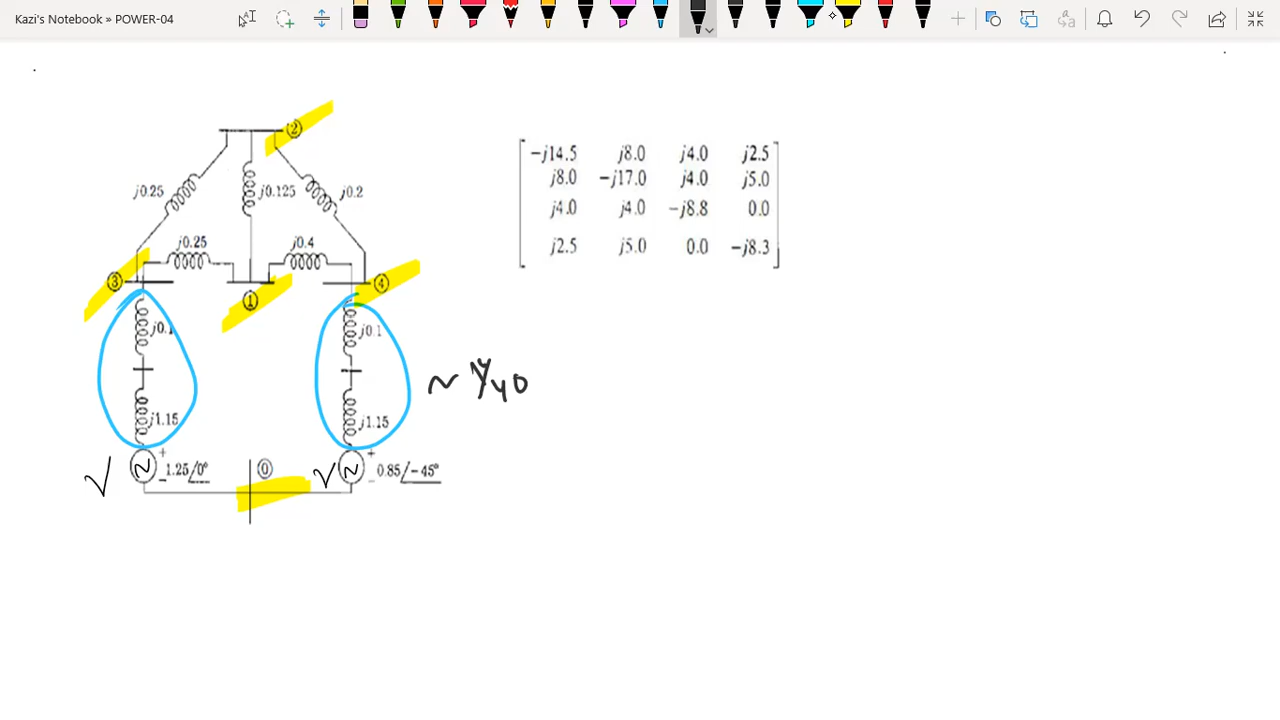 Kazi's Notebook » POWER-04
②
-j14.5 j8.0 j4.0 j2.5
j8.0 -j17.0 j4.0 j5.0
j4.0 j4.0 -j8.8 0.0
j2.5 j5.0 0.0 -j8.3
j0.25 j0.125 j0.2
j0.25 j0.4
③ ① ④
j0.1 j0.1
j1.15 j1.15
1.25/0° ⓪ 0.85/-45°